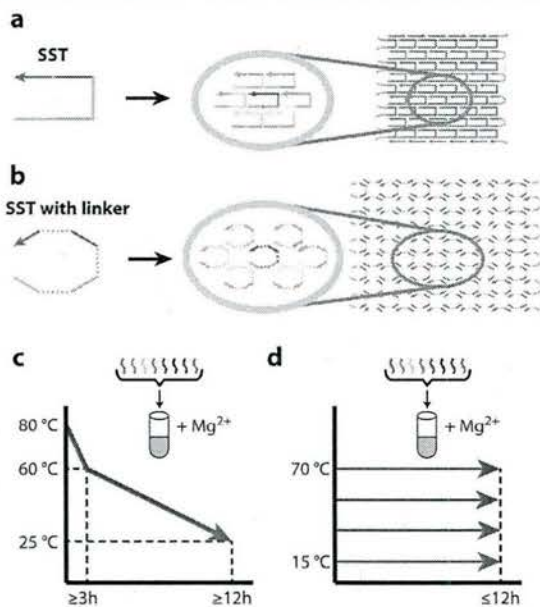 a
SST
b
SST with linker
c
+ Mg²⁺
80 °C
60 °C
25 °C
≥3h
≥12h
d
+ Mg²⁺
70 °C
15 °C
≤12h